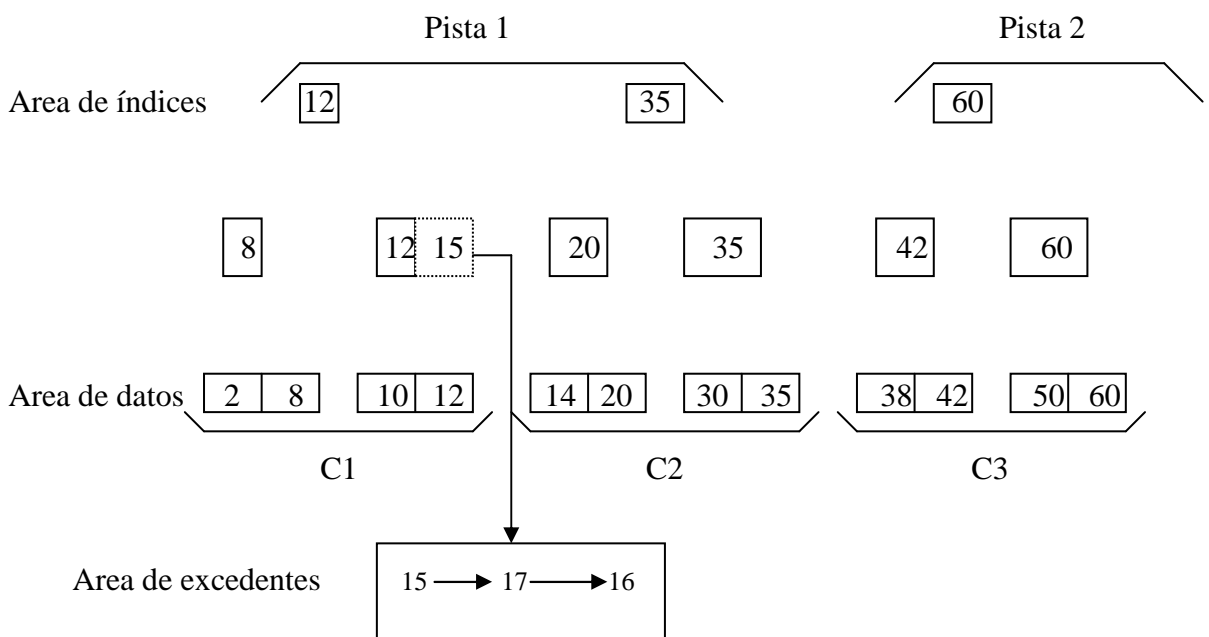 Pista 1 Pista 2
Area de índices 12 35 60
8 12 15 20 35 42 60
Area de datos 2 8 10 12 14 20 30 35 38 42 50 60
C1 C2 C3
Area de excedentes 15 17 16